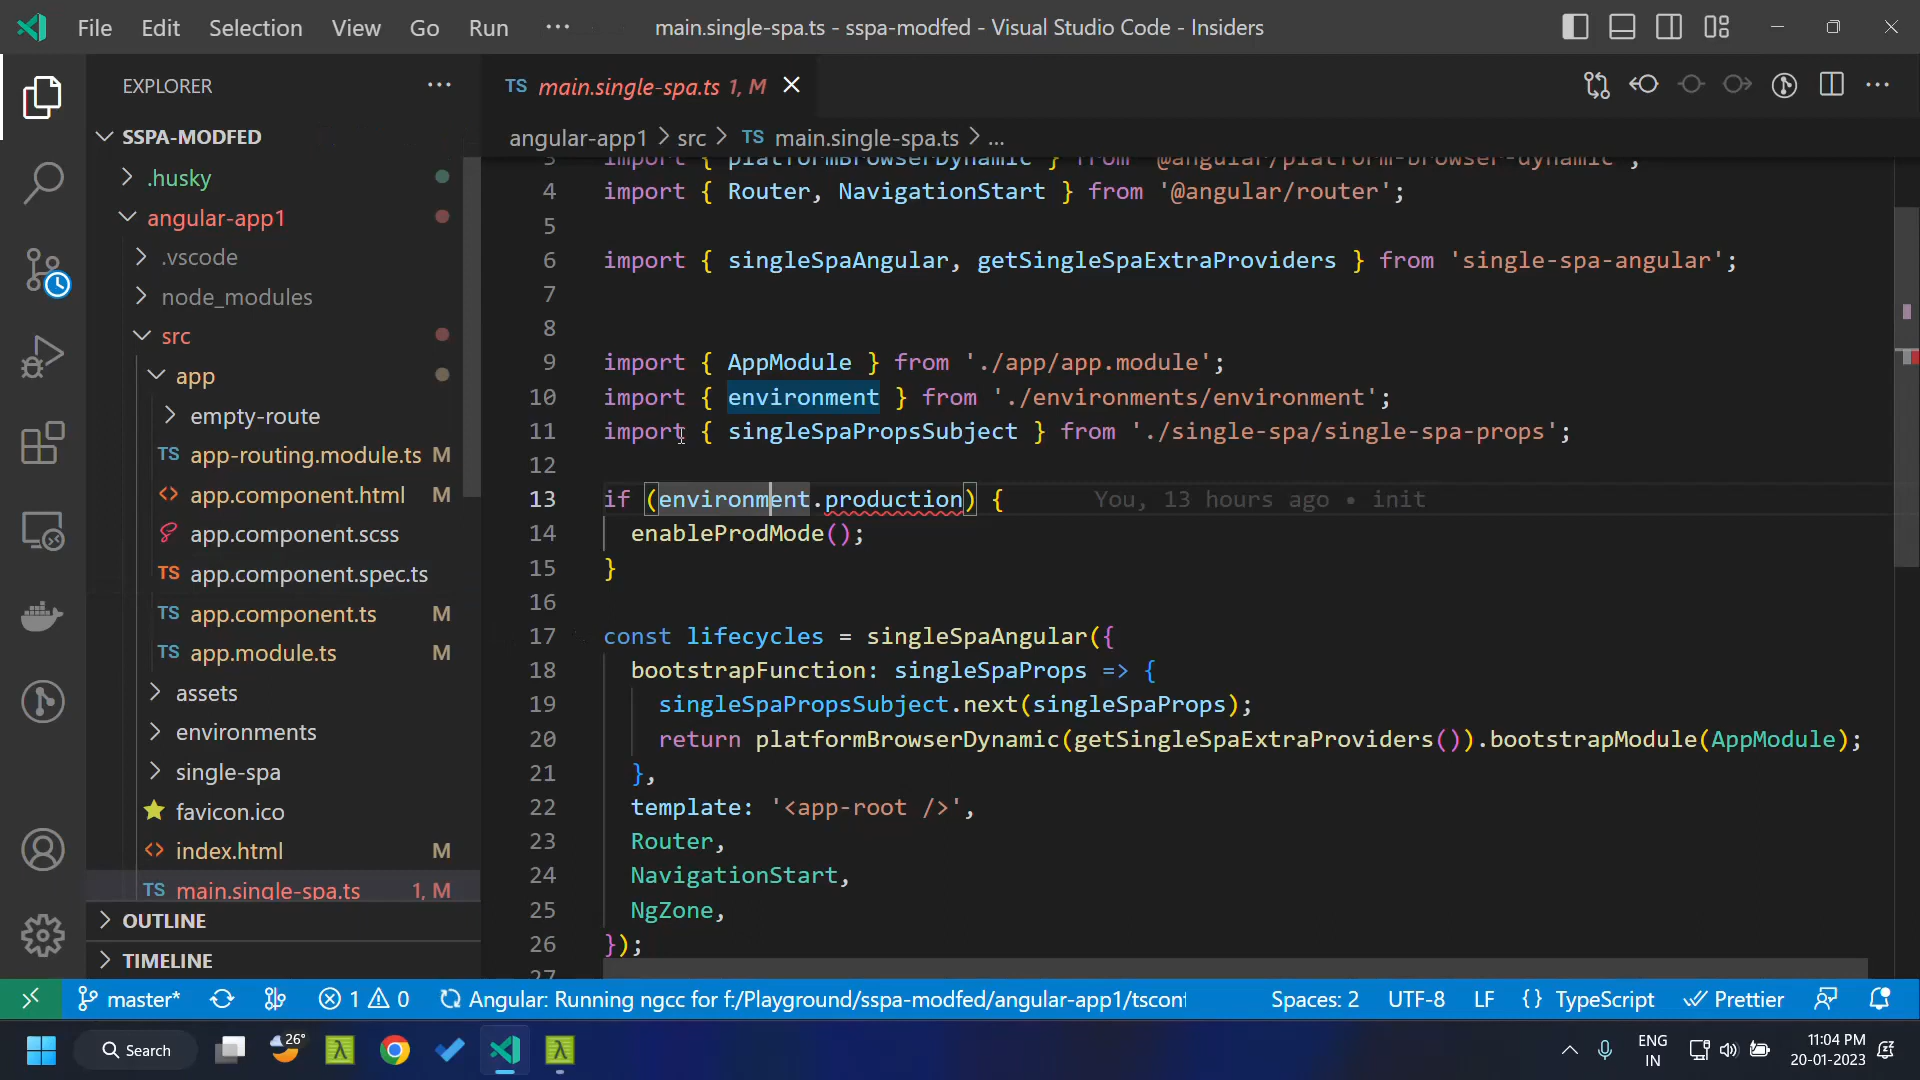 File Edit Selection View Go Run ···
main.single-spa.ts - sspa-modfed - Visual Studio Code - Insiders
EXPLORER ···
SSPA-MODFED
.husky
angular-app1
.vscode
node_modules
src
app
empty-route
TS app-routing.module.ts M
<> app.component.html M
app.component.scss
TS app.component.spec.ts
TS app.component.ts M
TS app.module.ts M
assets
environments
single-spa
favicon.ico
<> index.html M
TS main.single-spa.ts 1, M
OUTLINE
TIMELINE
TS main.single-spa.ts 1, M
angular-app1 > src > TS main.single-spa.ts > ...
3 import { platformBrowserDynamic } from '@angular/platform-browser-dynamic';
4 import { Router, NavigationStart } from '@angular/router';
5
6 import { singleSpaAngular, getSingleSpaExtraProviders } from 'single-spa-angular';
7
8
9 import { AppModule } from './app/app.module';
10 import { environment } from './environments/environment';
11 import { singleSpaPropsSubject } from './single-spa/single-spa-props';
12
13 if (environment.production) { You, 13 hours ago • init
14 enableProdMode();
15 }
16
17 const lifecycles = singleSpaAngular({
18 bootstrapFunction: singleSpaProps => {
19 singleSpaPropsSubject.next(singleSpaProps);
20 return platformBrowserDynamic(getSingleSpaExtraProviders()).bootstrapModule(AppModule);
21 },
22 template: '<app-root />',
23 Router,
24 NavigationStart,
25 NgZone,
26 });
27
master* 1 0 Angular: Running ngcc for f:/Playground/sspa-modfed/angular-app1/tscon Spaces: 2 UTF-8 LF {} TypeScript Prettier
Search 26° ENG IN 11:04 PM 20-01-2023